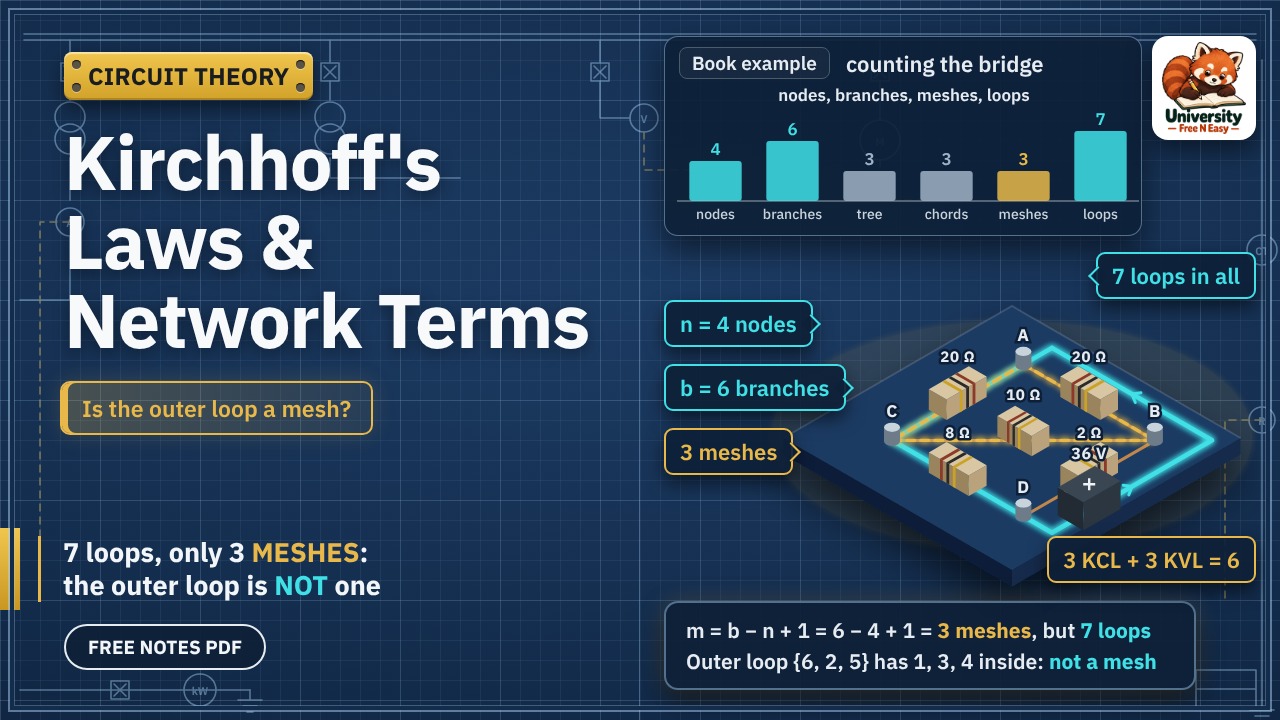 CIRCUIT THEORY
Kirchhoff's
Laws &
Network Terms
Is the outer loop a mesh?
7 loops, only 3 MESHES:
the outer loop is NOT one
FREE NOTES PDF
kW
Book example
counting the bridge
nodes, branches, meshes, loops
4
6
3
3
3
7
nodes
branches
tree
chords
meshes
loops
University
Free N Easy
V
7 loops in all
n = 4 nodes
b = 6 branches
3 meshes
A
20 Ω
20 Ω
10 Ω
C
B
8 Ω
2 Ω
36 V
+
D
3 KCL + 3 KVL = 6
m = b − n + 1 = 6 − 4 + 1 = 3 meshes, but 7 loops
Outer loop {6, 2, 5} has 1, 3, 4 inside: not a mesh